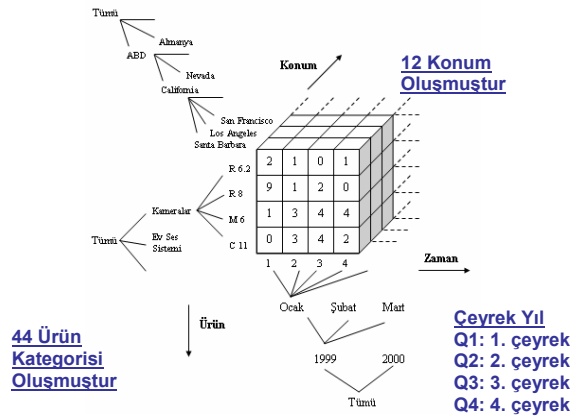 Tümü
Almanya
ABD
Nevada
California
San Francisco
Los Angeles
Santa Barbara
Konum
12 Konum
Oluşmuştur
R 6.2
R 8
M 6
C 11
2 1 0 1
9 1 2 0
1 3 4 4
0 3 4 2
1 2 3 4
Kameralar
Tümü
Ev Ses
Sistemi
Zaman
Ürün
Ocak Şubat Mart
1999 2000
Tümü
44 Ürün
Kategorisi
Oluşmuştur
Çeyrek Yıl
Q1: 1. çeyrek
Q2: 2. çeyrek
Q3: 3. çeyrek
Q4: 4. çeyrek